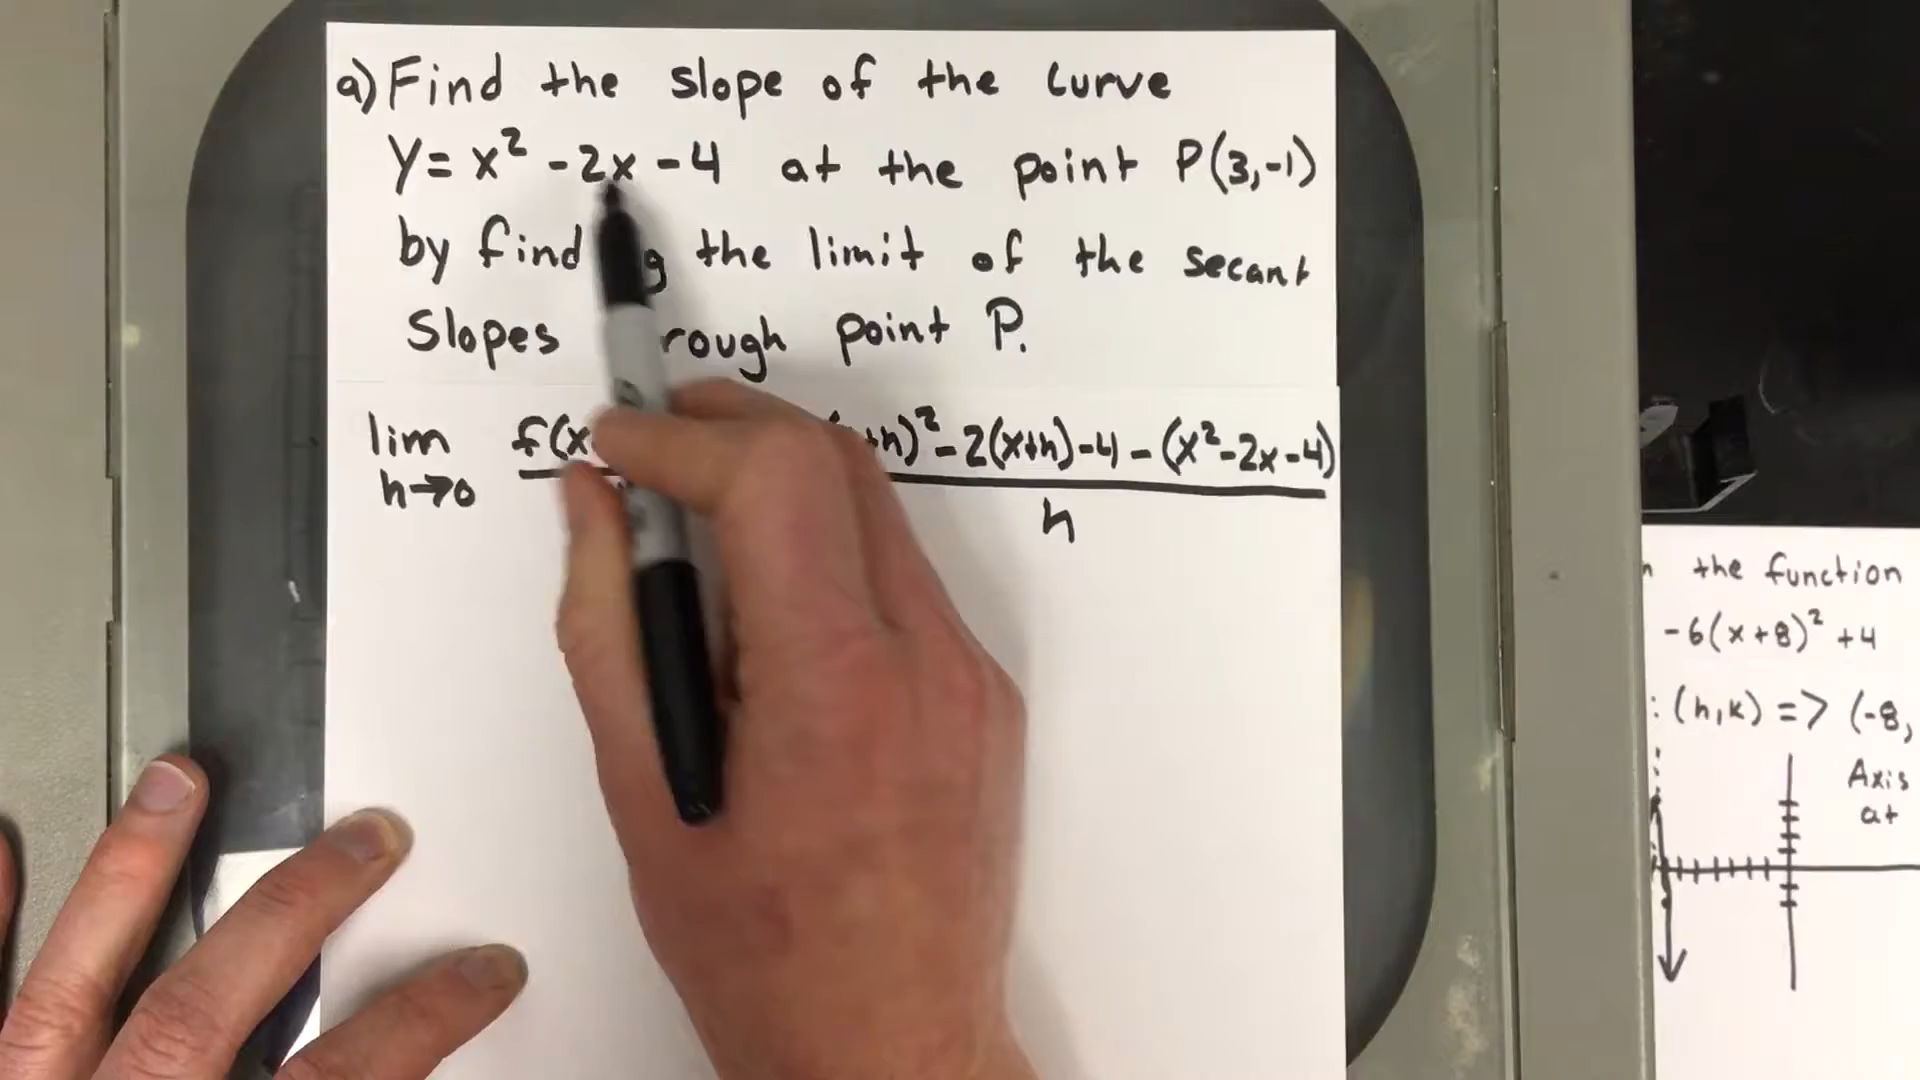 a) Find the slope of the curve
y = x² - 2x - 4 at the point P(3,-1)
by find g the limit of the secant
slopes rough point P.
lim f(x +h)² - 2(x+h) - 4 - (x² - 2x - 4)
h→0 h
the function
-6(x+8)² + 4
: (h,k) => (-8,
Axis
at